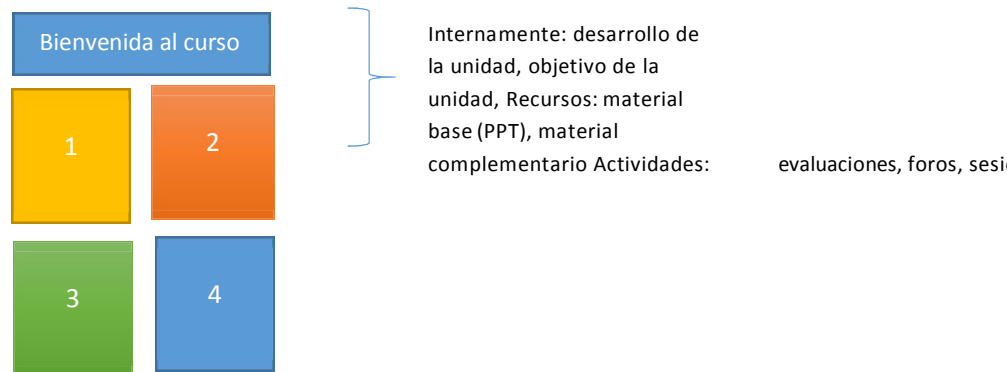 Bienvenida al curso
1
2
3
4
Internamente: desarrollo de
la unidad, objetivo de la
unidad, Recursos: material
base (PPT), material
complementario Actividades: evaluaciones, foros,